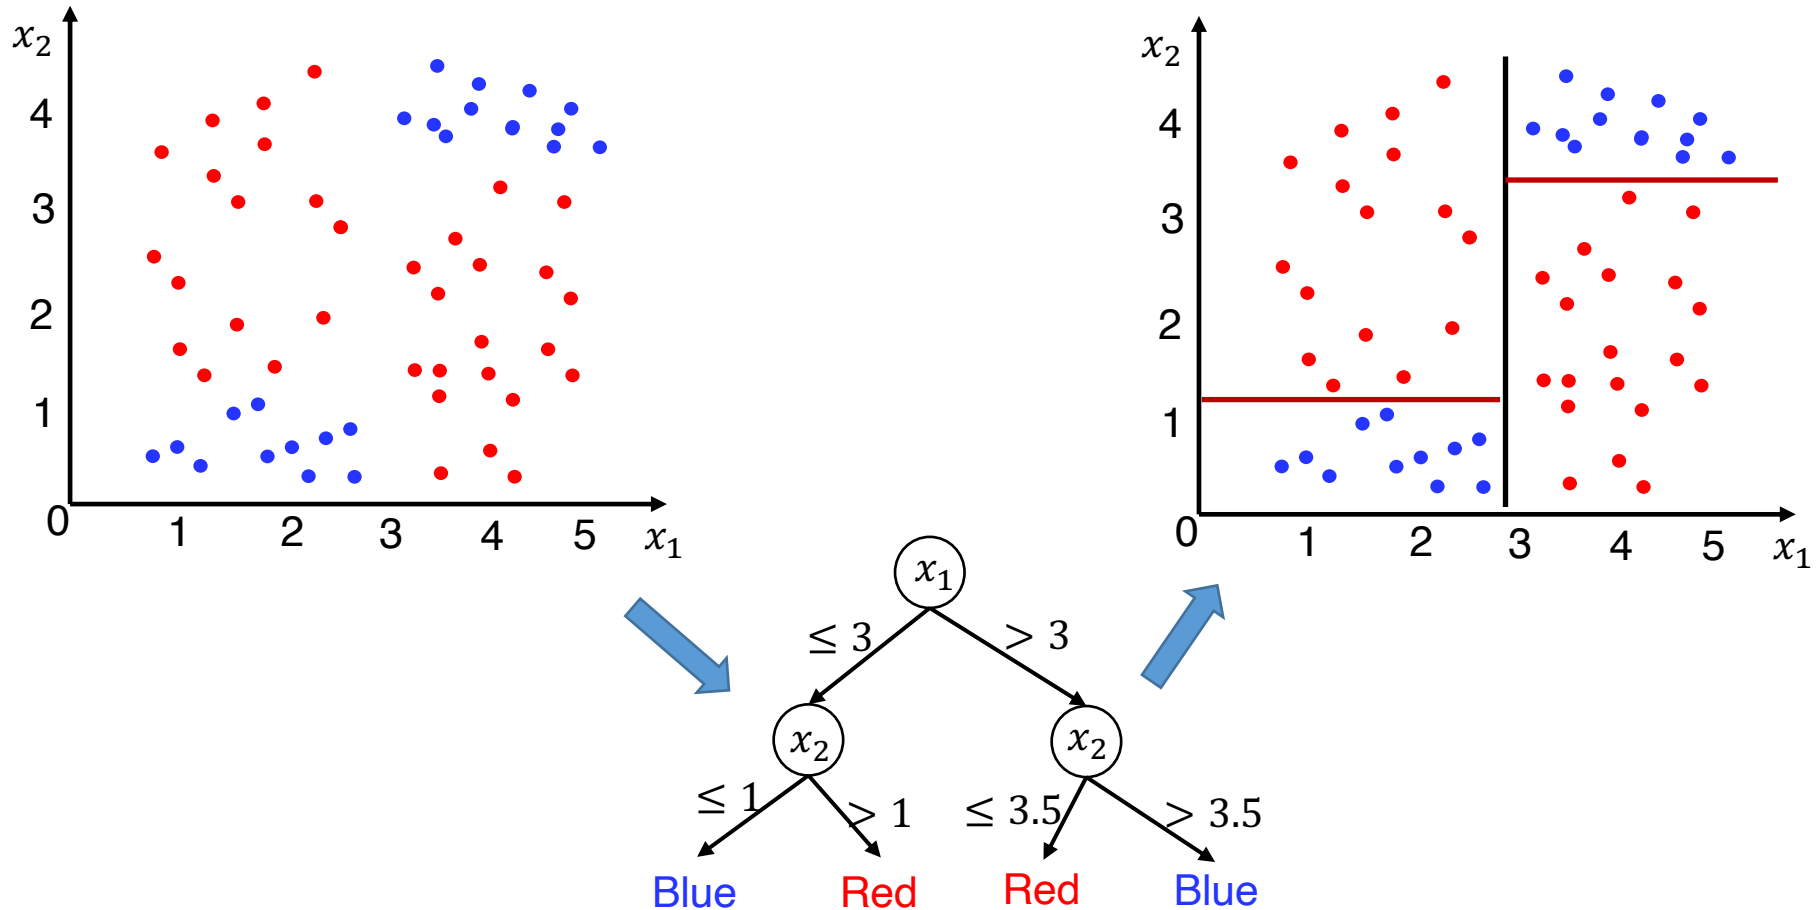 x₂
4
3
2
1
0
1 2 3 4 5
x₁
x₂
4
3
2
1
0
1 2 3 4 5
x₁
x₁
≤ 3 > 3
x₂ x₂
≤ 1 > 1 ≤ 3.5 > 3.5
Blue Red Red Blue